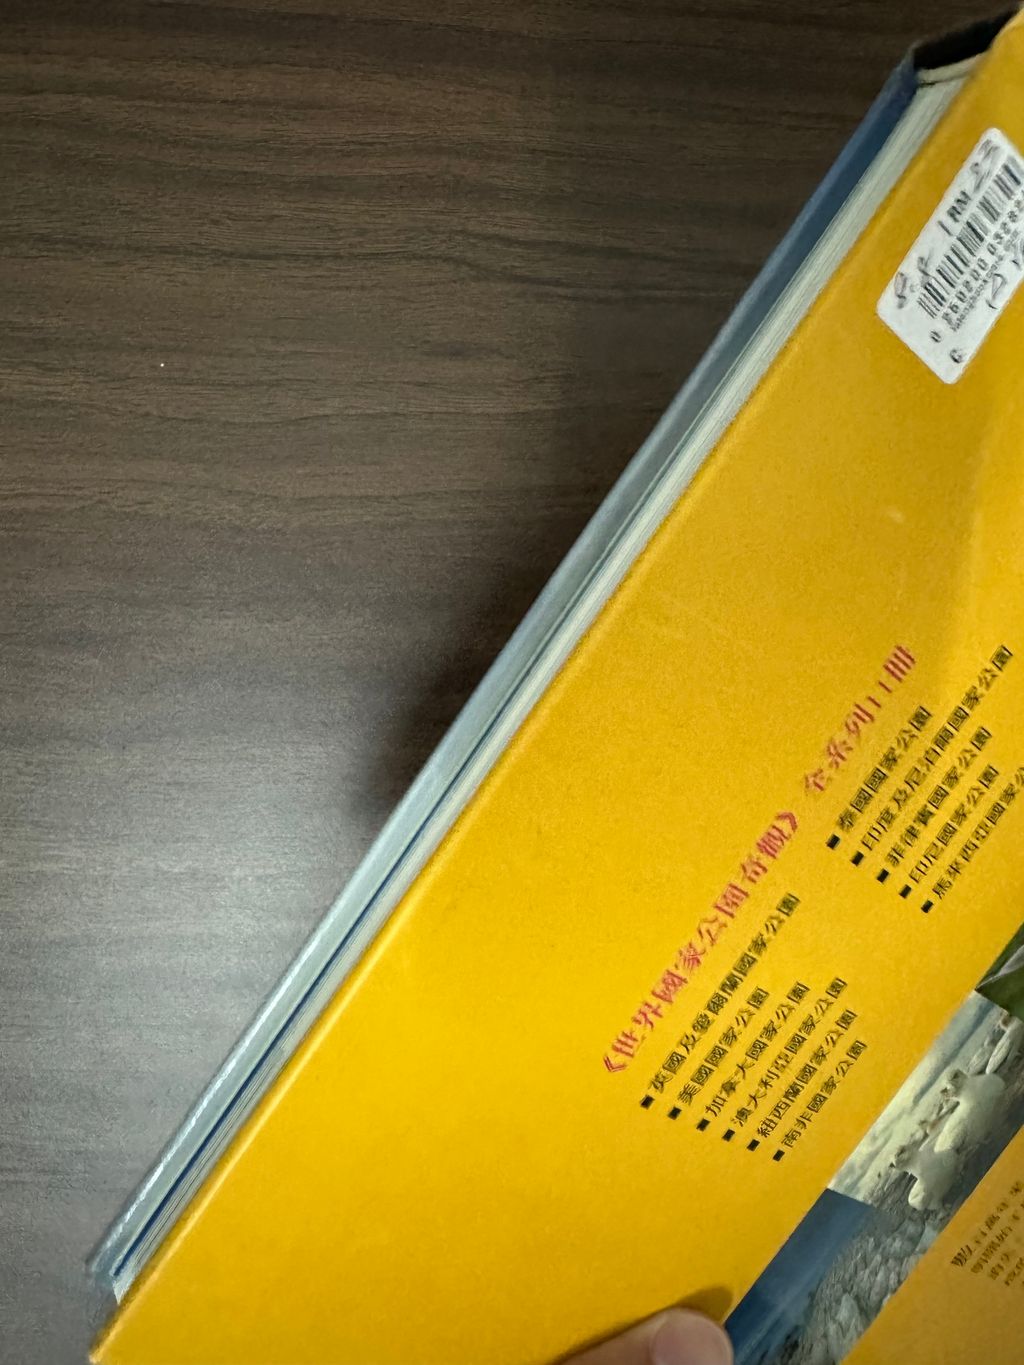 《世界國家公園奇觀》 全系列11冊
■英國及愛爾蘭國家公園
■美國國家公園
■加拿大國家公園
■澳大利亞國家公園
■紐西蘭國家公園
■南非國家公園
■泰國國家公園
■印度及尼泊爾國家公園
■菲律賓國家公園
■印尼國家公園
■馬來西亞國家公
RM